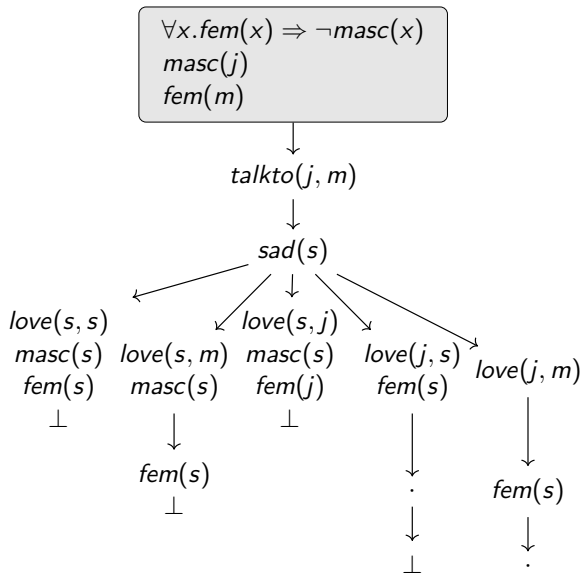 ∀x.fem(x) ⇒ ¬masc(x)
masc(j)
fem(m)
talkto(j, m)
sad(s)
love(s, s)
masc(s)
fem(s)
⊥
love(s, m)
masc(s)
fem(s)
⊥
love(s, j)
masc(s)
fem(j)
⊥
love(j, s)
fem(s)
.
⊥
love(j, m)
fem(s)
.